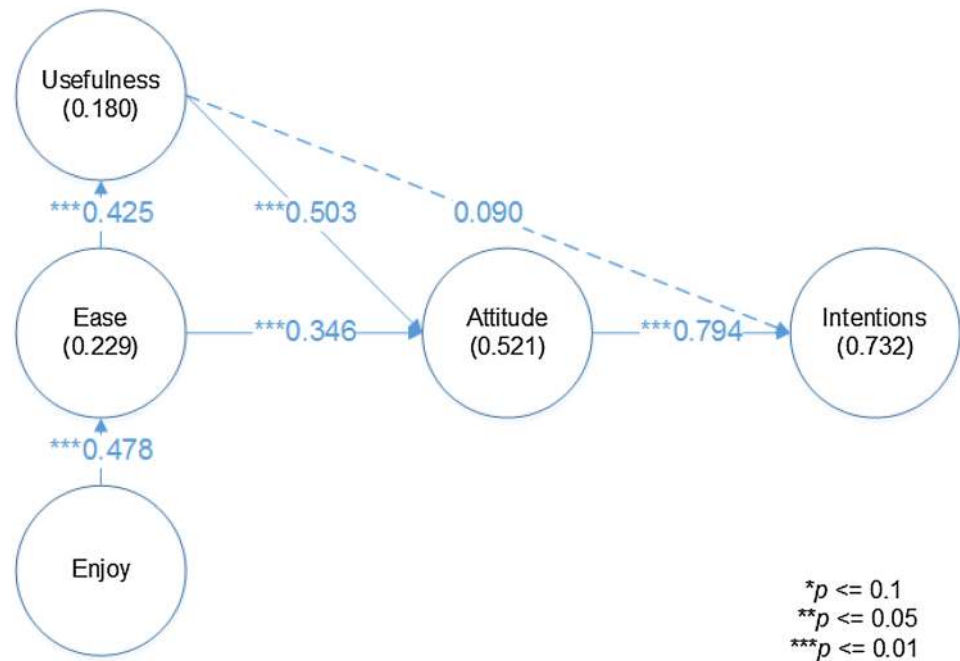 Usefulness
(0.180)
***0.425
***0.503
0.090
Ease
(0.229)
***0.346
Attitude
(0.521)
***0.794
Intentions
(0.732)
***0.478
Enjoy
*p <= 0.1
**p <= 0.05
***p <= 0.01